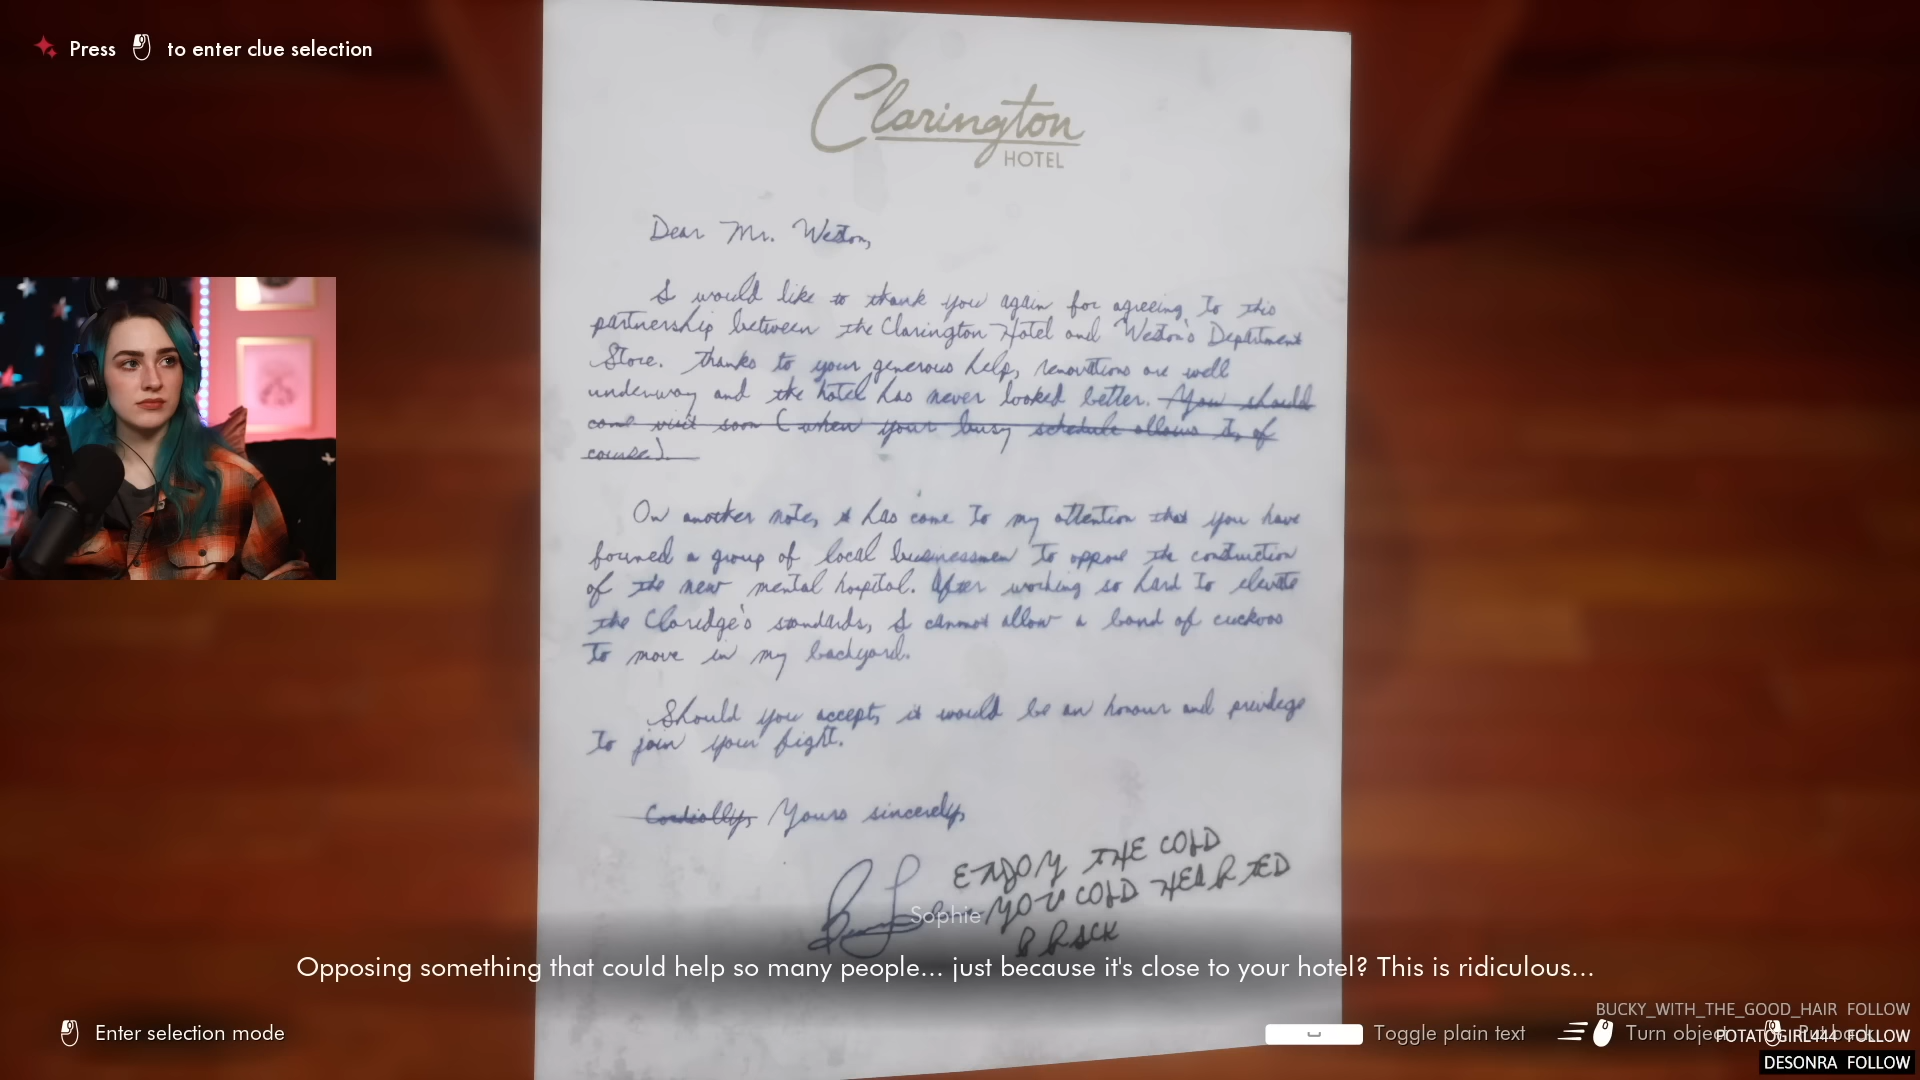 Press to enter clue selection
Clarington
HOTEL
Dear Mr. Weston,
I would like to thank you again for agreeing to this
partnership between the Clarington Hotel and Weston's Department
Store. Thanks to your generous help, renovations are well
underway and the hotel has never looked better. You should
come visit soon (when your busy schedule allows it, of
course).
On another note, it has come to my attention that you have
formed a group of local businessmen to oppose the construction
of the new mental hospital. After working so hard to elevate
the Claredge's standards, I cannot allow a band of cuckoos
to move in my backyard.
Should you accept, it would be an honour and privilege
to join your fight.
Cordially, Yours sincerely,
ENJOY THE COLD
YOU COLD HEARTED
Sophie
Opposing something that could help so many people... just because it's close to your hotel? This is ridiculous...
BUCKY_WITH_THE_GOOD_HAIR FOLLOW
Enter selection mode
Toggle plain text
Turn object
POTATOGIRL444 FOLLOW
DESONRA FOLLOW